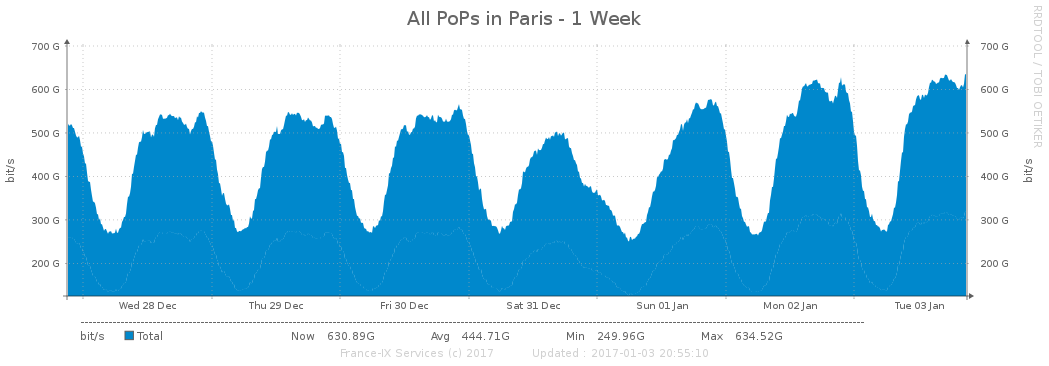 All PoPs in Paris - 1 Week
RRDTOOL / TOBI OETIKER
700 G 700 G
600 G 600 G
500 G 500 G
400 G 400 G
300 G 300 G
200 G 200 G
bit/s bit/s
Wed 28 Dec Thu 29 Dec Fri 30 Dec Sat 31 Dec Sun 01 Jan Mon 02 Jan Tue 03 Jan
bit/s Total Now 630.89G Avg 444.71G Min 249.96G Max 634.52G
France-IX Services (c) 2017 Updated : 2017-01-03 20:55:10